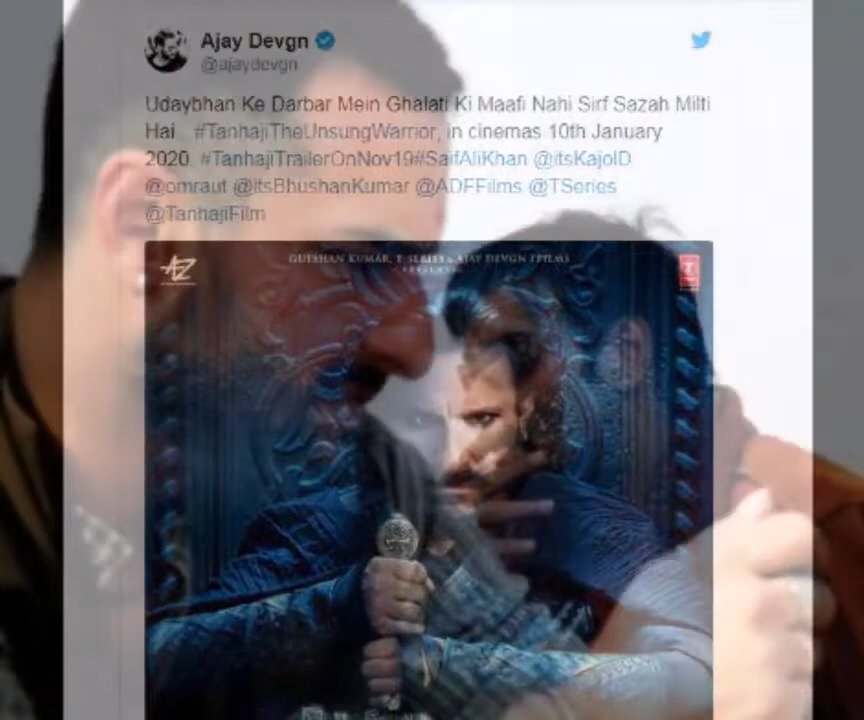 Ajay Devgn
@ajaydevgn
Udaybhan Ke Darbar Mein Ghalati Ki Maafi Nahi Sirf Sazah Milti
Hai #TanhajiTheUnsungWarrior, in cinemas 10th January
2020 #TanhajiTrailerOnNov19#SaifAliKhan @itsKajolD
@omraut @itsBhushanKumar @ADFFilms @TSeries
@TanhajiFilm
GULSHAN KUMAR, T-SERIES & AJAY DEVGN FFILMS
PRESENTS
T